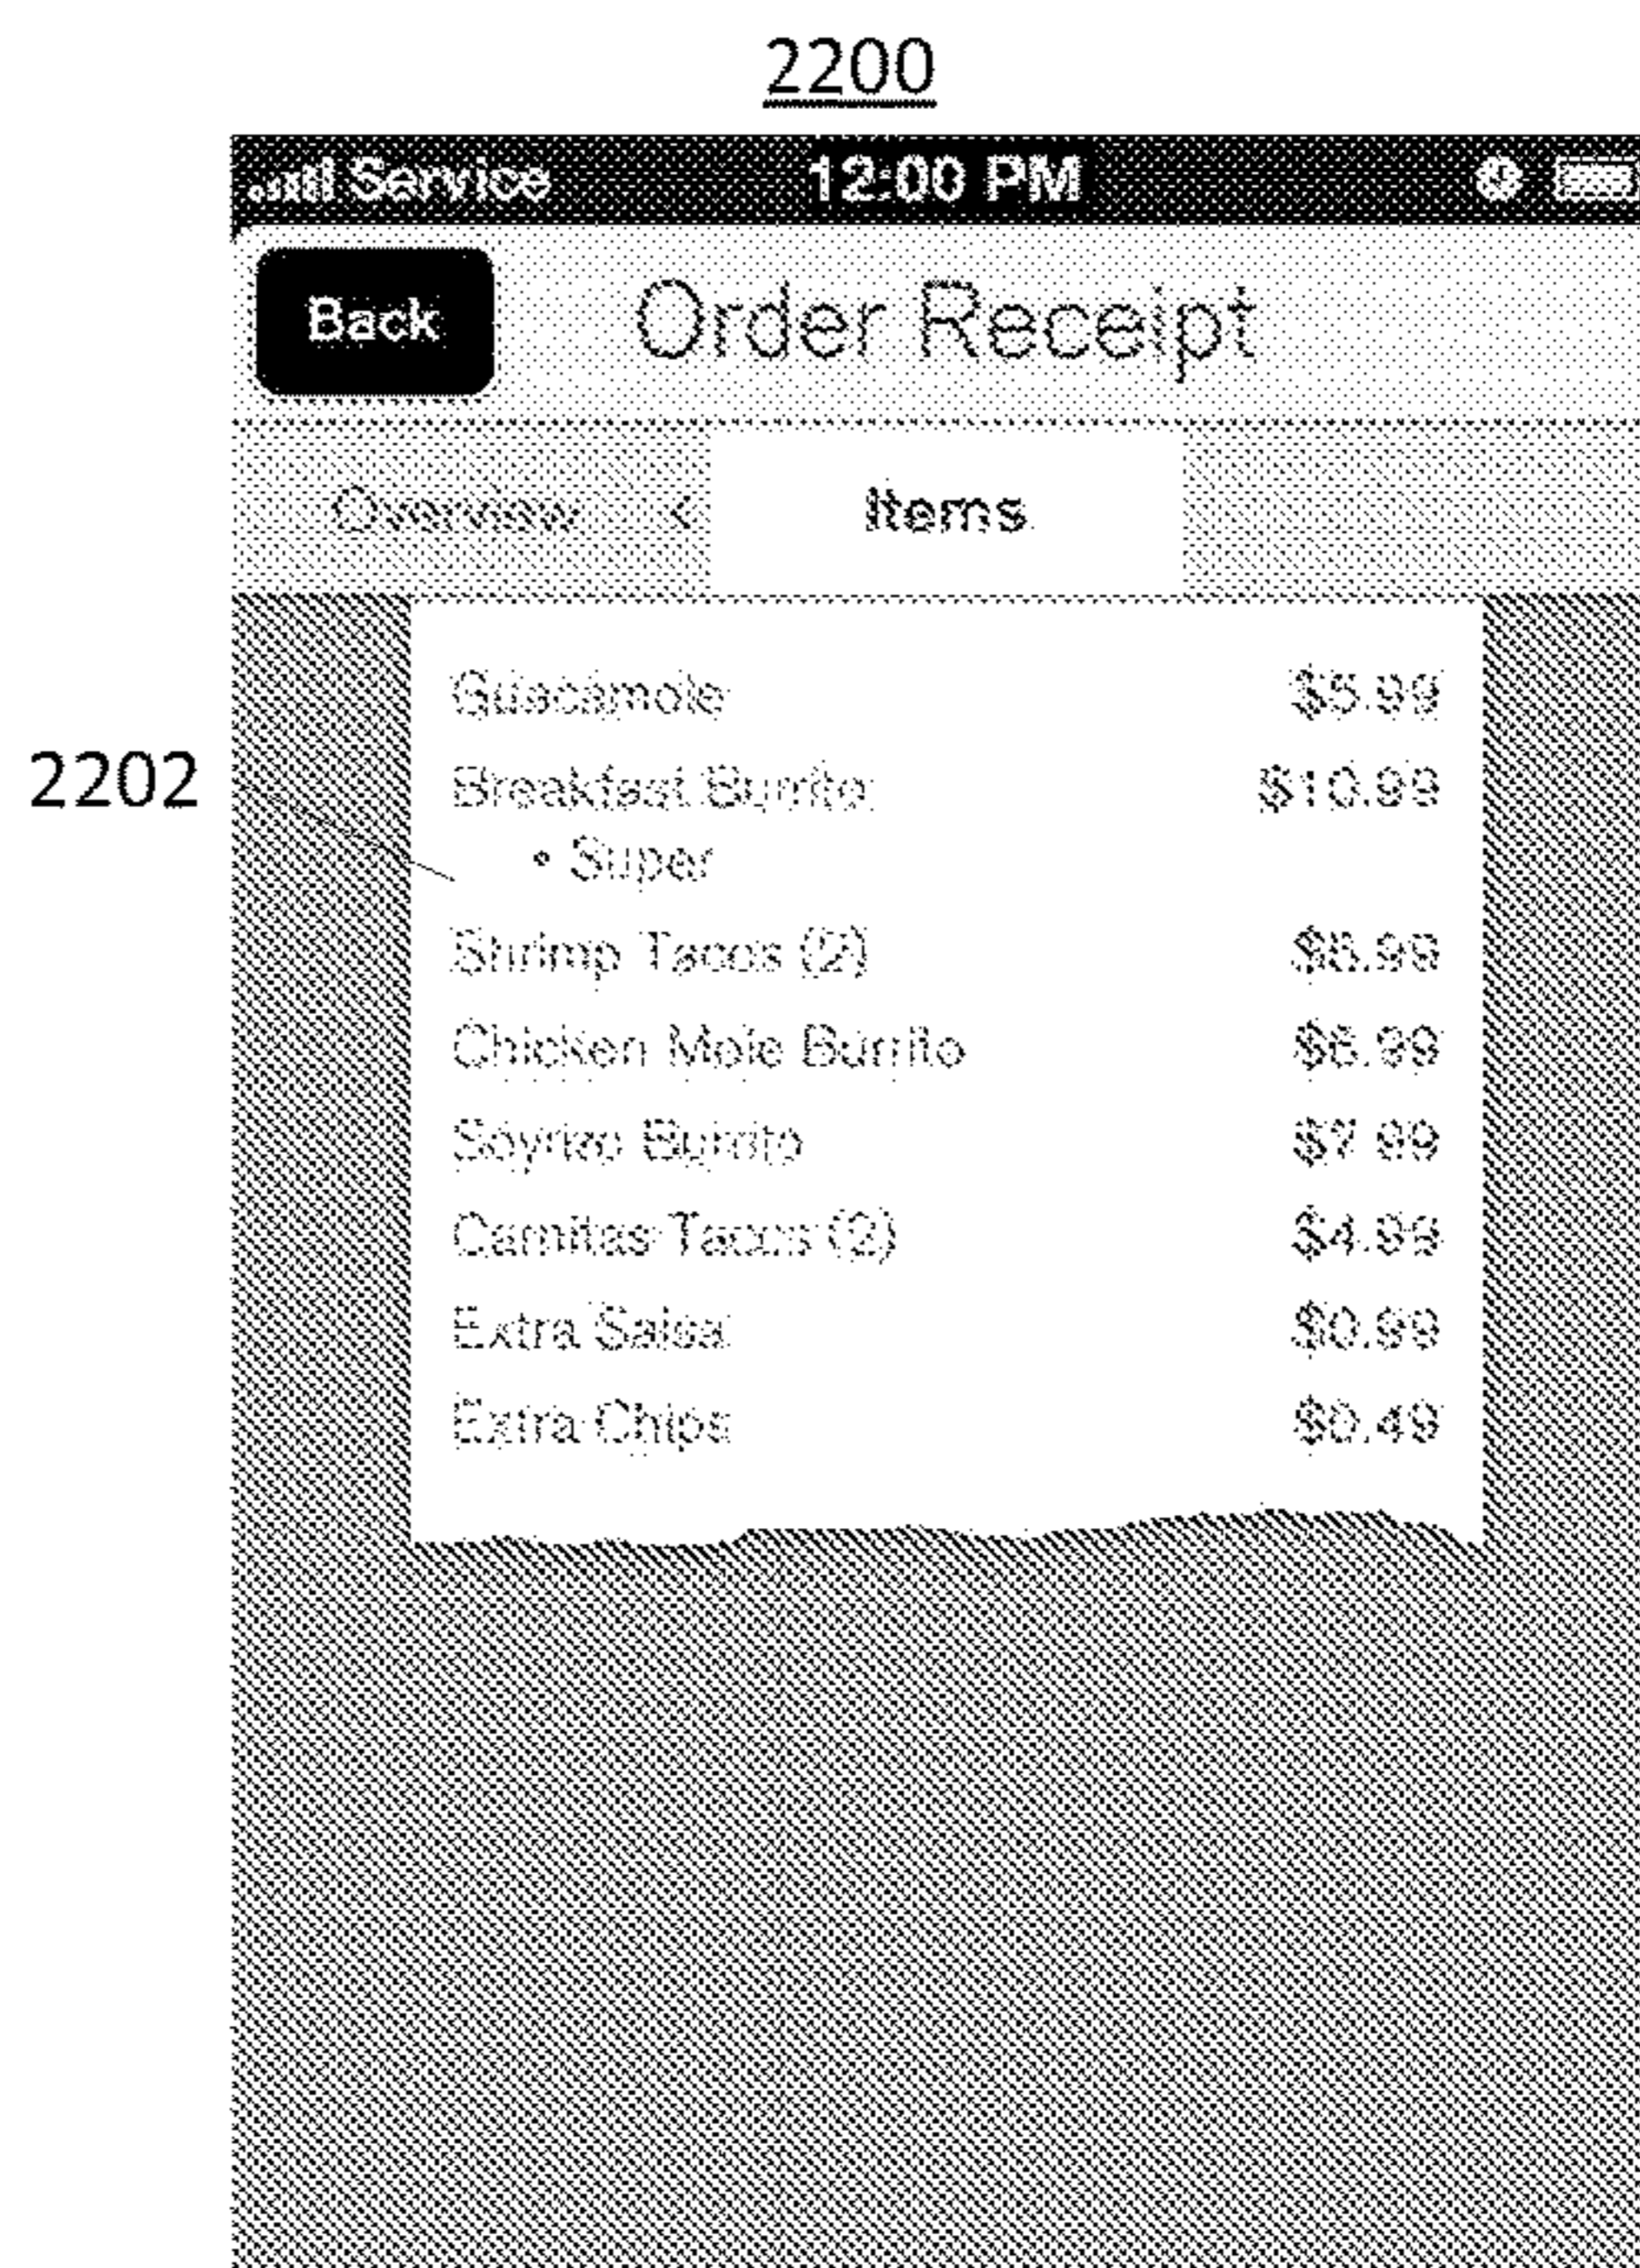 2200
Service 12:00 PM
Back Order Receipt
Overview < Items
Guacamole $5.99
Breakfast Burrito $10.99
• Super
2202
Shrimp Tacos (2)
Chicken Mole Burrito $6.99
Soyrizo Burrito $7.99
Carnitas Tacos (2) $4.99
Extra Salsa $0.99
Extra Chips $0.49